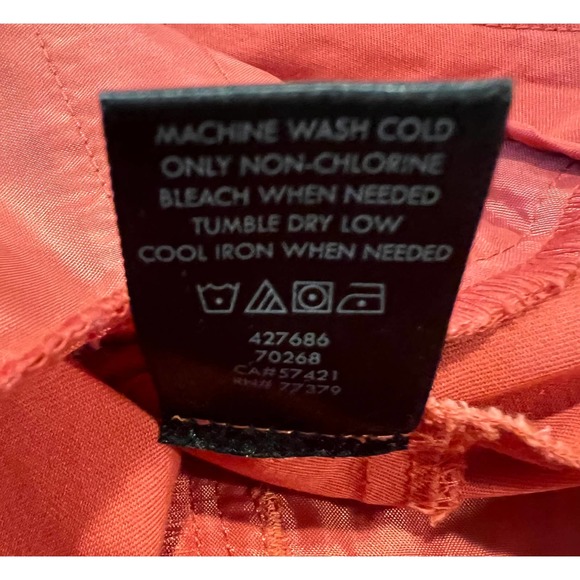 MACHINE WASH COLD
ONLY NON-CHLORINE
BLEACH WHEN NEEDED
TUMBLE DRY LOW
COOL IRON WHEN NEEDED
427686
70268
CA#57421
RN# 77379